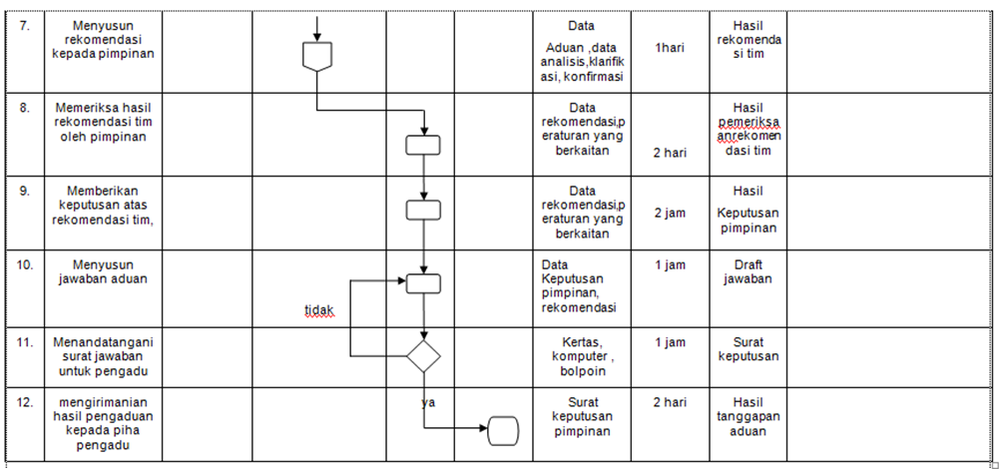 7.
Menyusun
rekomendasi
kepada pimpinan
Data
Aduan ,data
analisis,klarifik
asi, konfirmasi
1hari
Hasil
rekomenda
si tim
8.
Memeriksa hasil
rekomendasi tim
oleh pimpinan
Data
rekomendasi,p
eraturan yang
berkaitan
2 hari
Hasil
pemeriksa
anrekomen
dasi tim
9.
Memberikan
keputusan atas
rekomendasi tim,
Data
rekomendasi,p
eraturan yang
berkaitan
2 jam
Hasil
Keputusan
pimpinan
10.
Menyusun
jawaban aduan
tidak
Data
Keputusan
pimpinan,
rekomendasi
1 jam
Draft
jawaban
11.
Menandatangani
surat jawaban
untuk pengadu
Kertas,
komputer ,
bolpoin
1 jam
Surat
keputusan
12.
mengirimanian
hasil pengaduan
kepada piha
pengadu
ya
Surat
keputusan
pimpinan
2 hari
Hasil
tanggapan
aduan